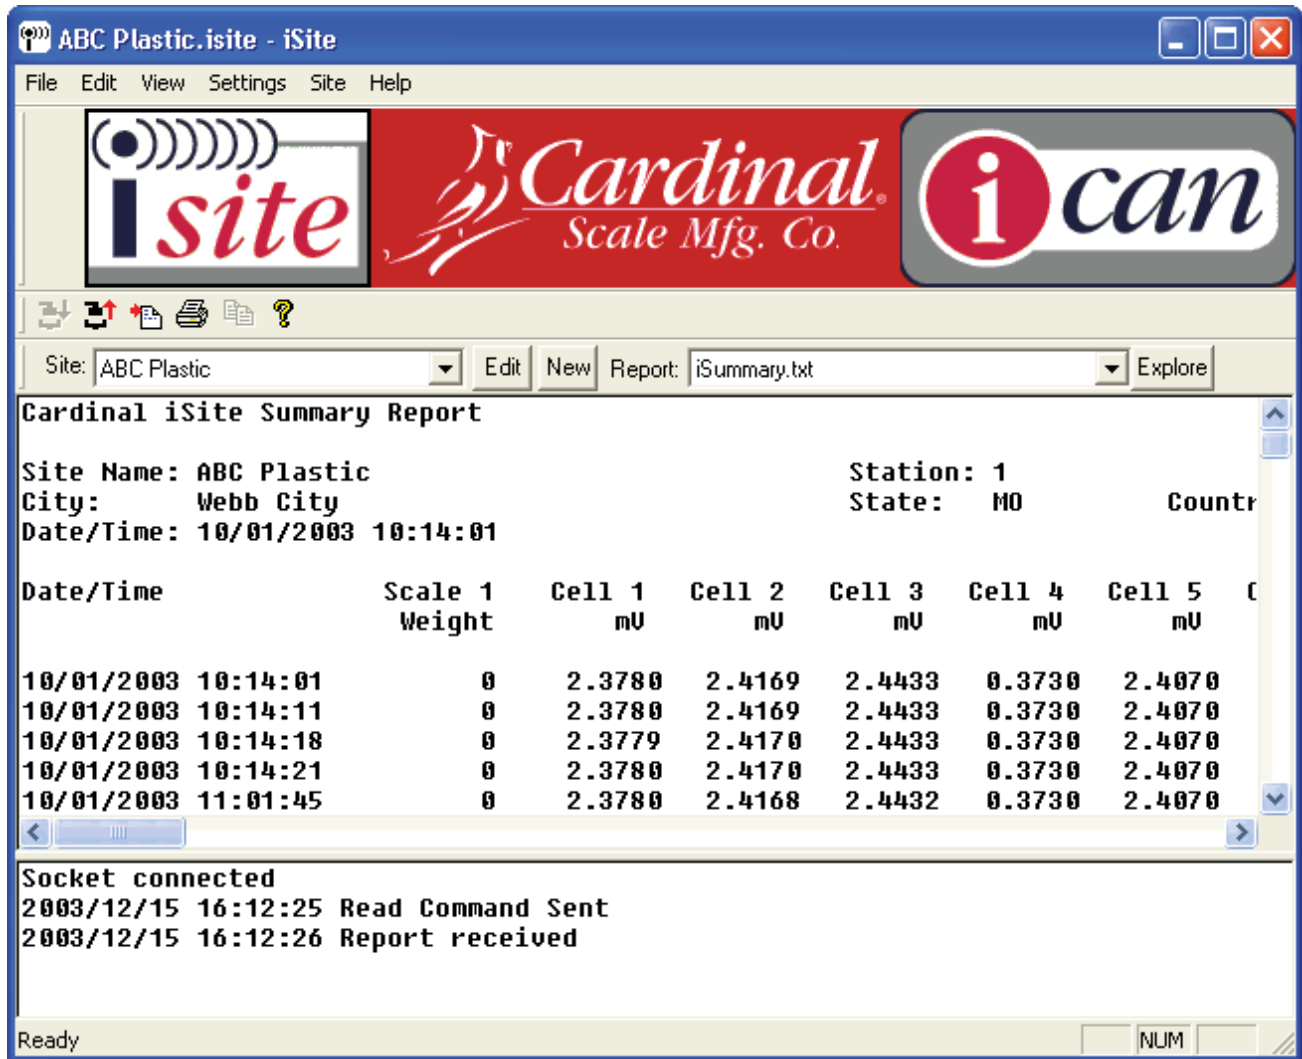 ABC Plastic.isite - iSite
File Edit View Settings Site Help
isite
Cardinal®
Scale Mfg. Co.
i can
Site: ABC Plastic Edit New Report: iSummary.txt Explore
Cardinal iSite Summary Report
Site Name: ABC Plastic Station: 1
City: Webb City State: MO Countr
Date/Time: 10/01/2003 10:14:01
Date/Time Scale 1 Cell 1 Cell 2 Cell 3 Cell 4 Cell 5 C
Weight mV mV mV mV mV
10/01/2003 10:14:01 0 2.3780 2.4169 2.4433 0.3730 2.4070
10/01/2003 10:14:11 0 2.3780 2.4169 2.4433 0.3730 2.4070
10/01/2003 10:14:18 0 2.3779 2.4170 2.4433 0.3730 2.4070
10/01/2003 10:14:21 0 2.3780 2.4170 2.4433 0.3730 2.4070
10/01/2003 11:01:45 0 2.3780 2.4168 2.4432 0.3730 2.4070
Socket connected
2003/12/15 16:12:25 Read Command Sent
2003/12/15 16:12:26 Report received
Ready NUM